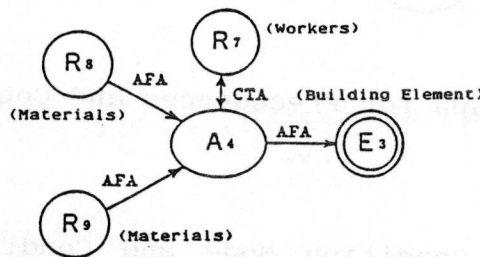 R7 (Workers)
R8
AFA
CTA
(Building Element)
(Materials)
A4
AFA
E3
AFA
R9
(Materials)